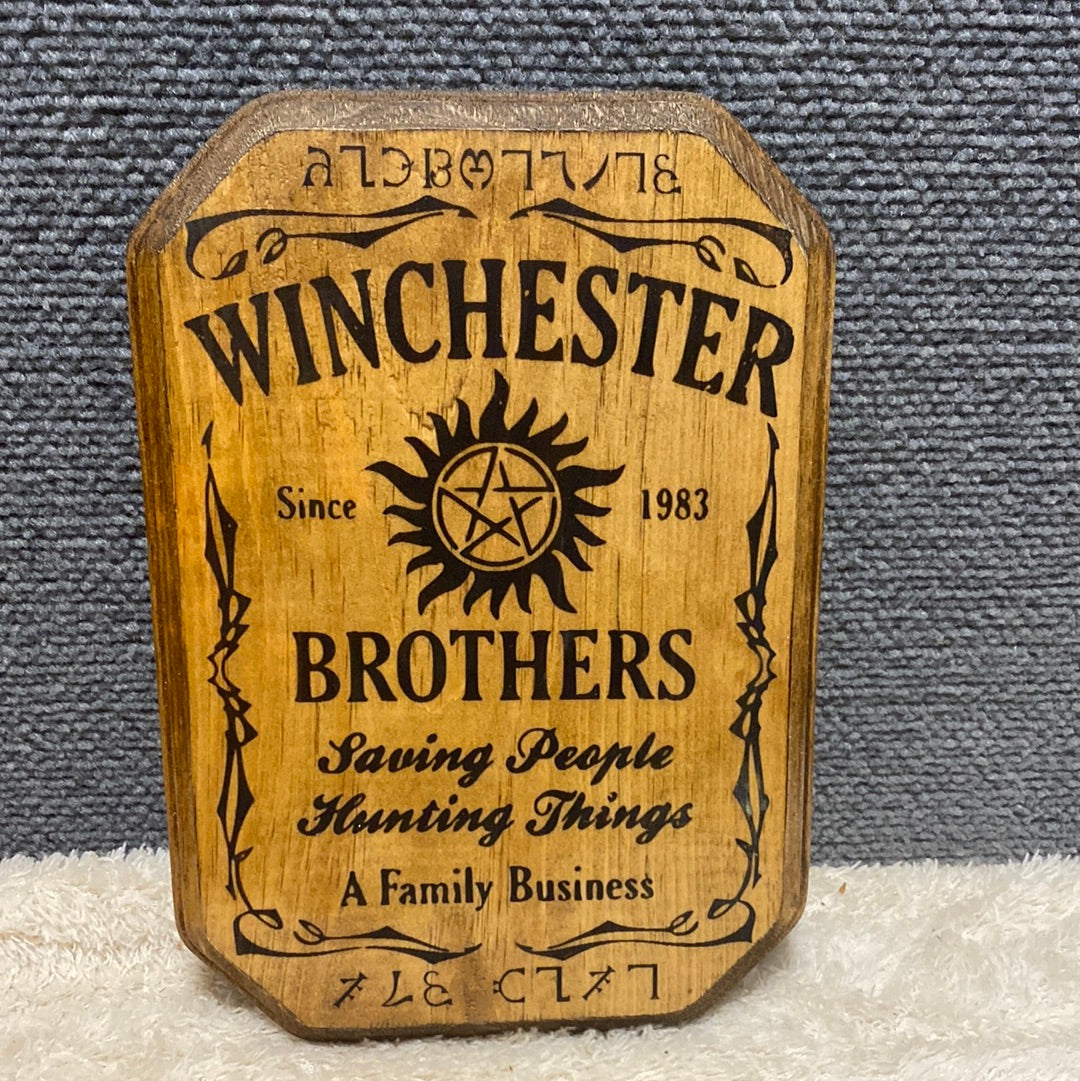 WINCHESTER
Since 1983
BROTHERS
Saving People
Hunting Things
A Family Business